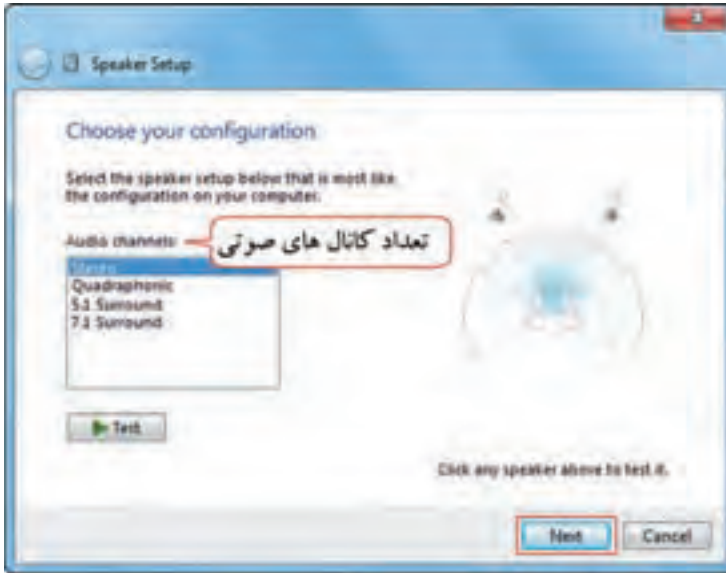 Speaker Setup
Choose your configuration
Select the speaker setup below that is most like
the configuration on your computer.
Audio channels:
تعداد کانال های صوتی
Stereo
Quadraphonic
5.1 Surround
7.1 Surround
Test
Click any speaker above to test it.
Next
Cancel